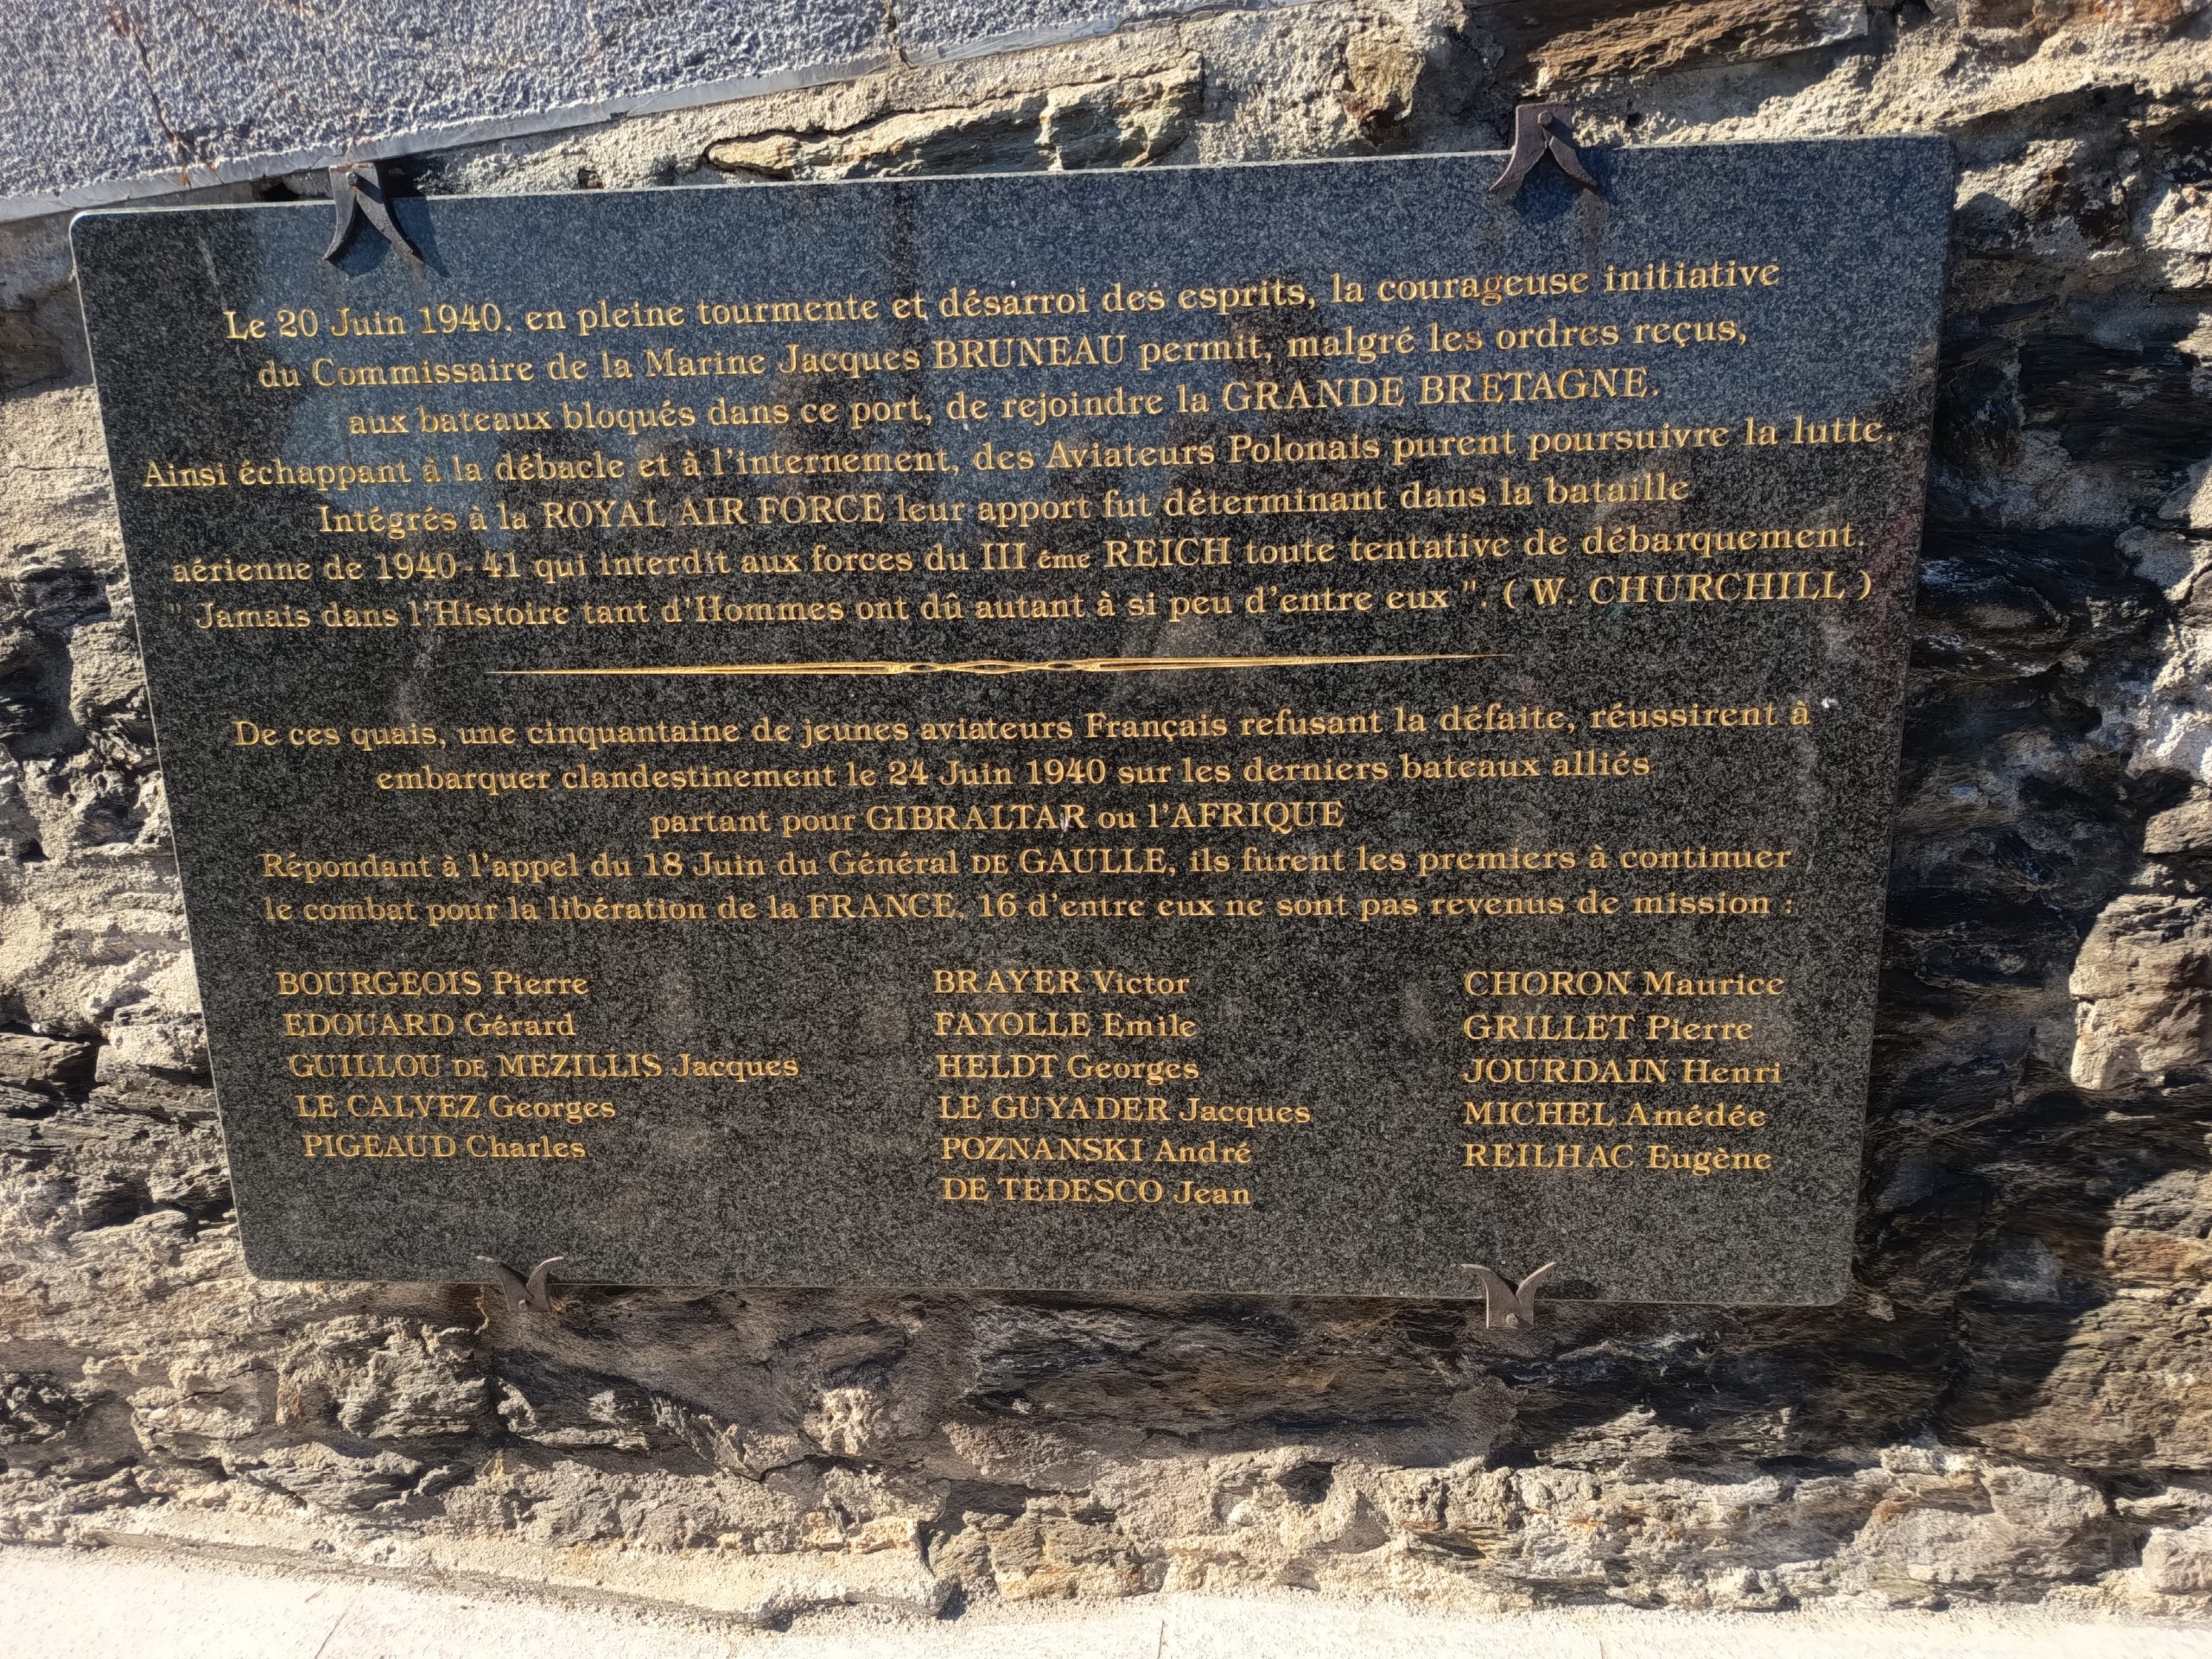 Le 20 Juin 1940, en pleine tourmente et désarroi des esprits, la courageuse initiative
du Commissaire de la Marine Jacques BRUNEAU permit, malgré les ordres reçus,
aux bateaux bloqués dans ce port, de rejoindre la GRANDE BRETAGNE.
Ainsi échappant à la débacle et à l'internement, des Aviateurs Polonais purent poursuivre la lutte.
Intégrés à la ROYAL AIR FORCE leur apport fut déterminant dans la bataille
aérienne de 1940-41 qui interdit aux forces du III ème REICH toute tentative de débarquement.
" Jamais dans l'Histoire tant d'Hommes ont dû autant à si peu d'entre eux ". ( W. CHURCHILL )
De ces quais, une cinquantaine de jeunes aviateurs Français refusant la défaite, réussirent à
embarquer clandestinement le 24 Juin 1940 sur les derniers bateaux alliés
partant pour GIBRALTAR ou l'AFRIQUE
Répondant à l'appel du 18 Juin du Général DE GAULLE, ils furent les premiers à continuer
le combat pour la libération de la FRANCE, 16 d'entre eux ne sont pas revenus de mission :
BOURGEOIS Pierre BRAYER Victor CHORON Maurice
EDOUARD Gérard FAYOLLE Emile GRILLET Pierre
GUILLOU DE MEZILLIS Jacques HELDT Georges JOURDAIN Henri
LE CALVEZ Georges LE GUYADER Jacques MICHEL Amédée
PIGEAUD Charles POZNANSKI André REILHAC Eugène
DE TEDESCO Jean